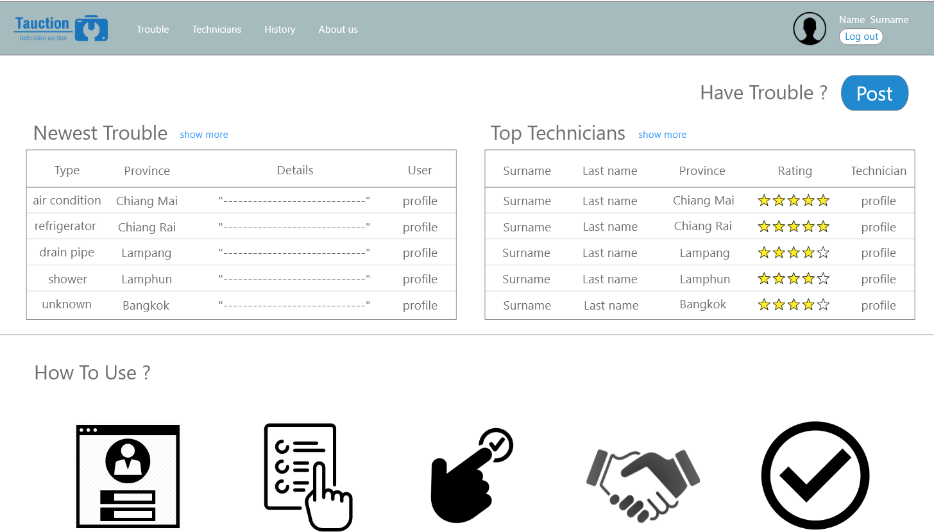 Tauction
technician auction
Trouble Technicians History About us
Name Surname
Log out
Have Trouble ? Post
Newest Trouble show more
Type Province Details User
air condition Chiang Mai "----------------------------" profile
refrigerator Chiang Rai "----------------------------" profile
drain pipe Lampang "----------------------------" profile
shower Lamphun "----------------------------" profile
unknown Bangkok "----------------------------" profile
Top Technicians show more
Surname Last name Province Rating Technician
Surname Last name Chiang Mai profile
Surname Last name Chiang Rai profile
Surname Last name Lampang profile
Surname Last name Lamphun profile
Surname Last name Bangkok profile
How To Use ?